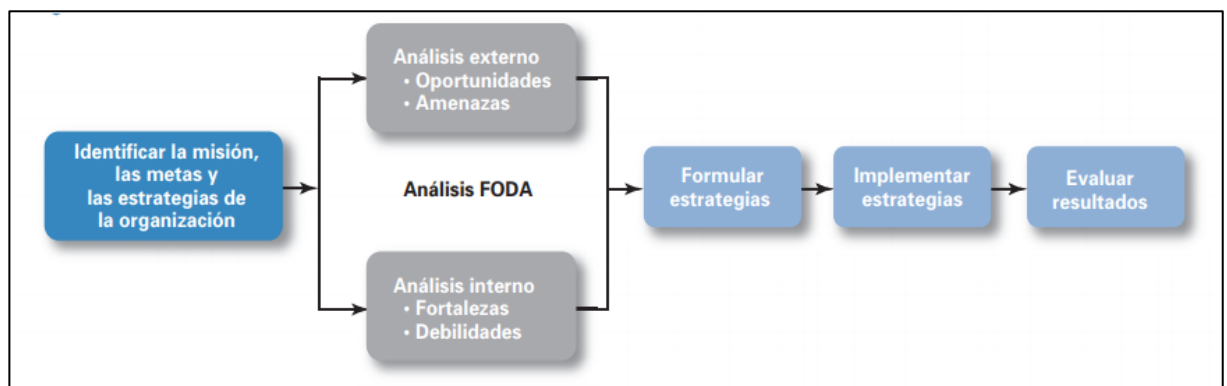 Identificar la misión,
las metas y
las estrategias de
la organización
Análisis externo
• Oportunidades
• Amenazas
Análisis FODA
Análisis interno
• Fortalezas
• Debilidades
Formular
estrategias
Implementar
estrategias
Evaluar
resultados